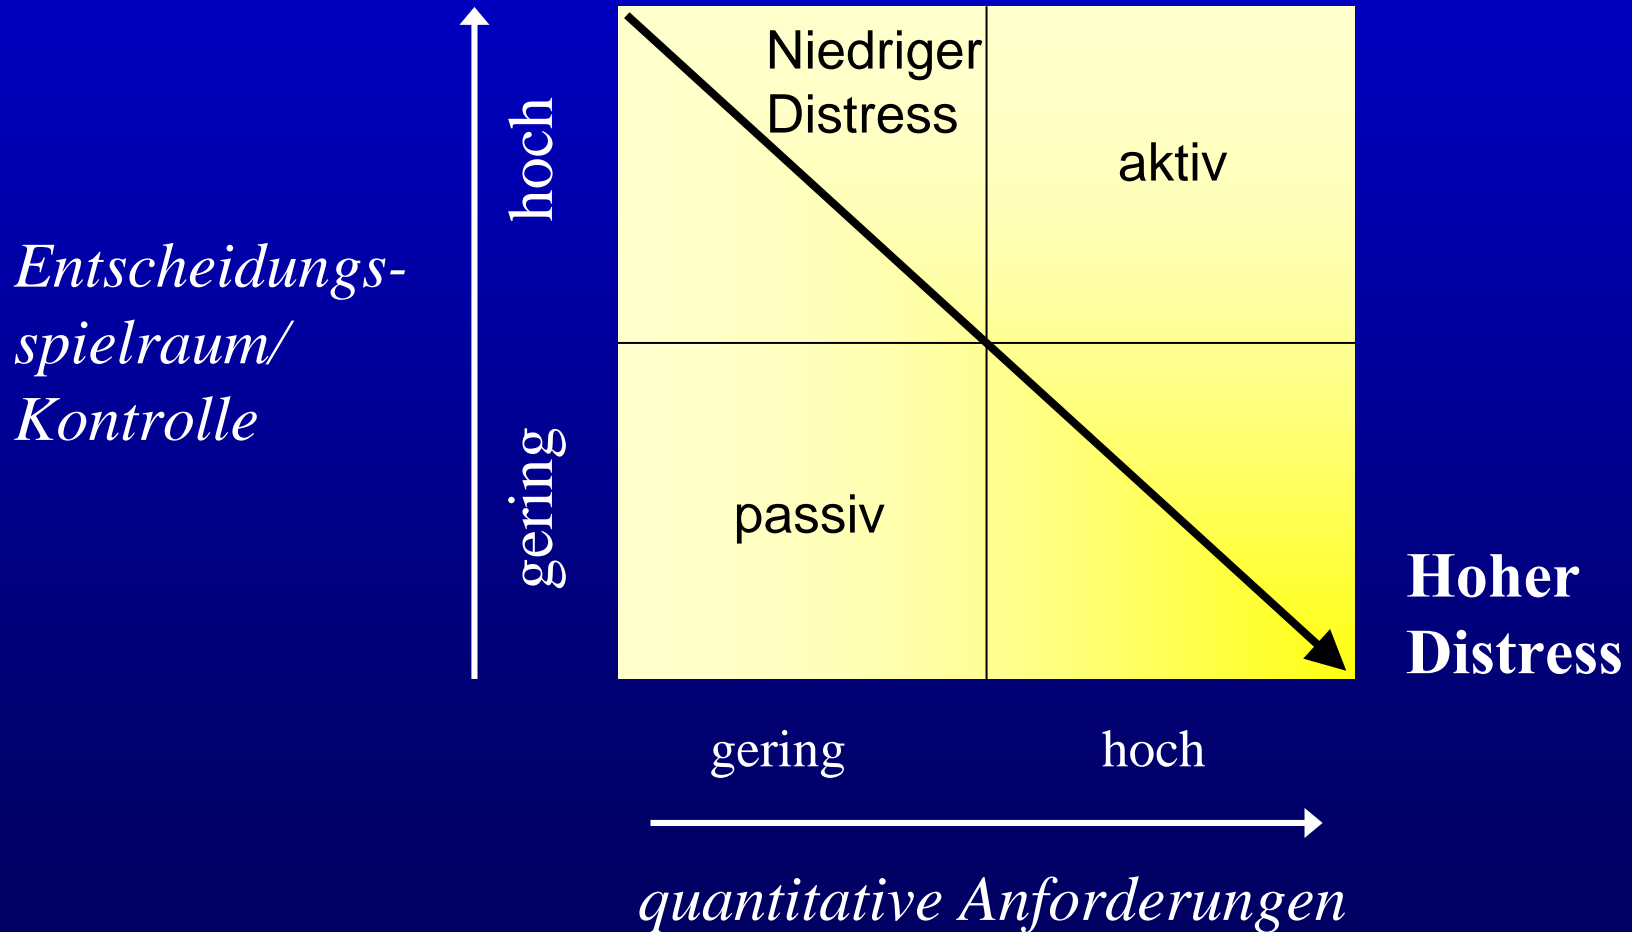 Niedriger
Distress
aktiv
hoch
Entscheidungs-
spielraum/
Kontrolle
gering
passiv
Hoher
Distress
gering
hoch
quantitative Anforderungen